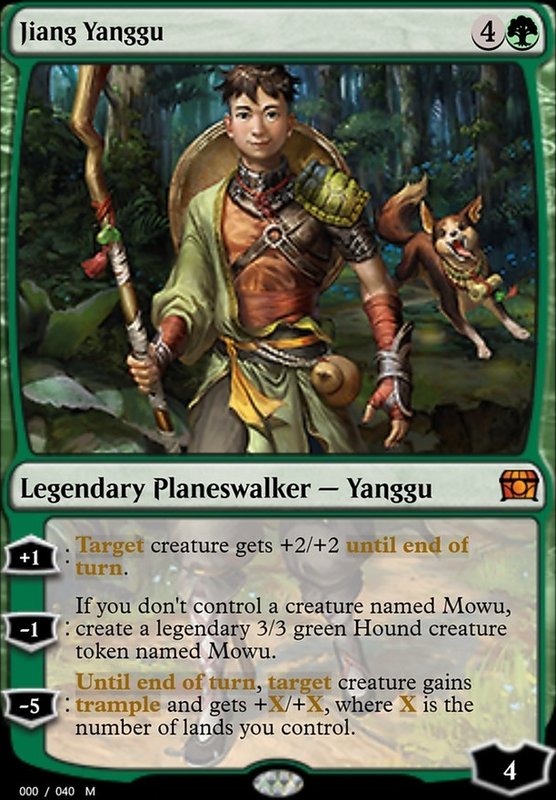 Jiang Yanggu 4
Legendary Planeswalker — Yanggu
+1 : Target creature gets +2/+2 until end of
turn.
If you don't control a creature named Mowu,
-1 : create a legendary 3/3 green Hound creature
token named Mowu.
Until end of turn, target creature gains
-5 : trample and gets +X/+X, where X is the
number of lands you control.
4
000 / 040 M